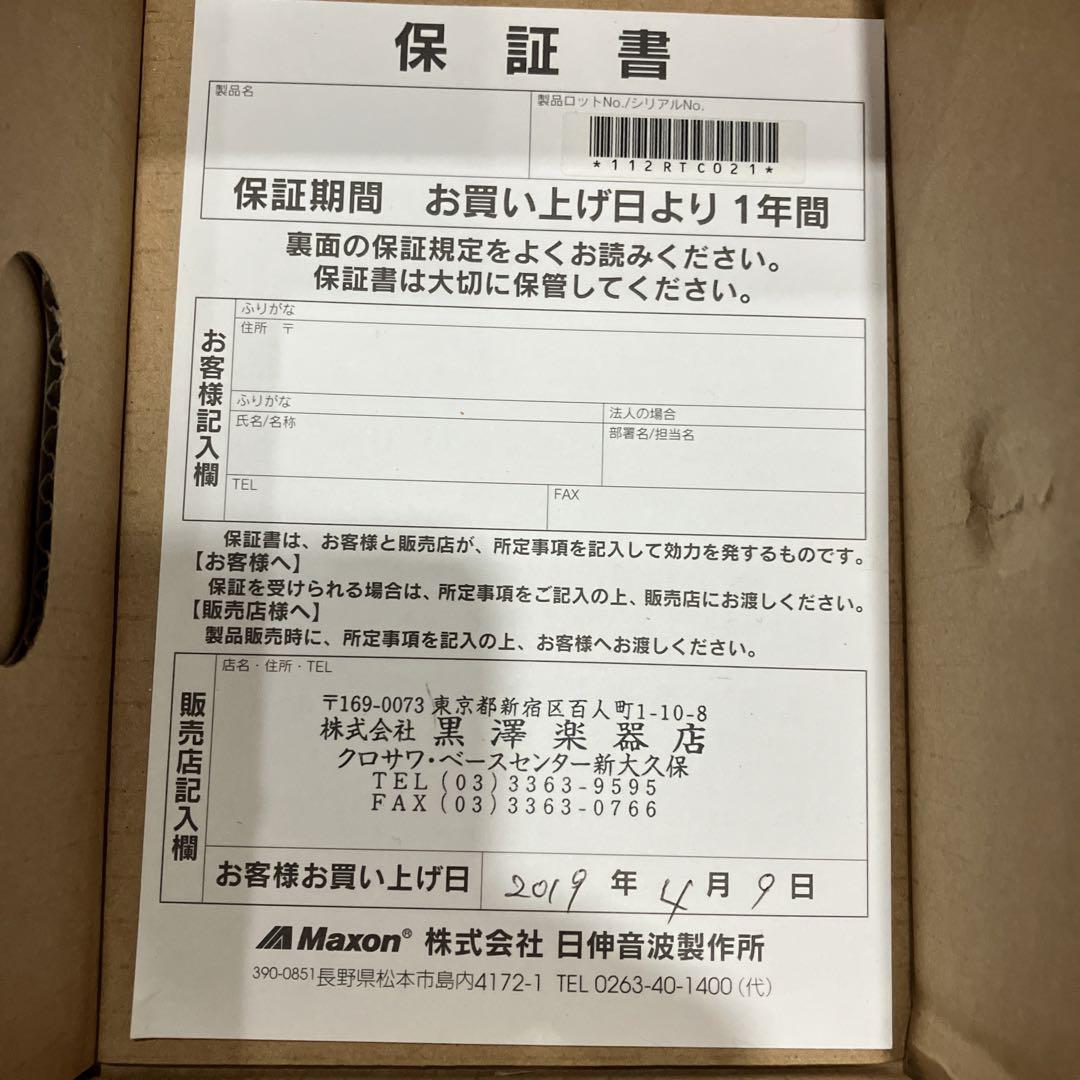 保証書
製品名
製品ロットNo./シリアルNo.
*112RTC021*
保証期間 お買い上げ日より1年間
裏面の保証規定をよくお読みください。
保証書は大切に保管してください。
お客様記入欄
ふりがな
住所 〒
ふりがな
氏名/名称
法人の場合
部署名/担当名
TEL
FAX
保証書は、お客様と販売店が、所定事項を記入して効力を発するものです。
【お客様へ】
保証を受けられる場合は、所定事項をご記入の上、販売店にお渡しください。
【販売店様へ】
製品販売時に、所定事項を記入の上、お客様へお渡しください。
販売店記入欄
店名・住所・TEL
〒169-0073 東京都新宿区百人町1-10-8
株式会社 黒澤楽器店
クロサワ・ベースセンター新大久保
TEL (03) 3363-9595
FAX (03) 3363-0766
お客様お買い上げ日 2019 年 4 月 9 日
Maxon® 株式会社 日伸音波製作所
390-0851長野県松本市島内4172-1 TEL 0263-40-1400 (代)